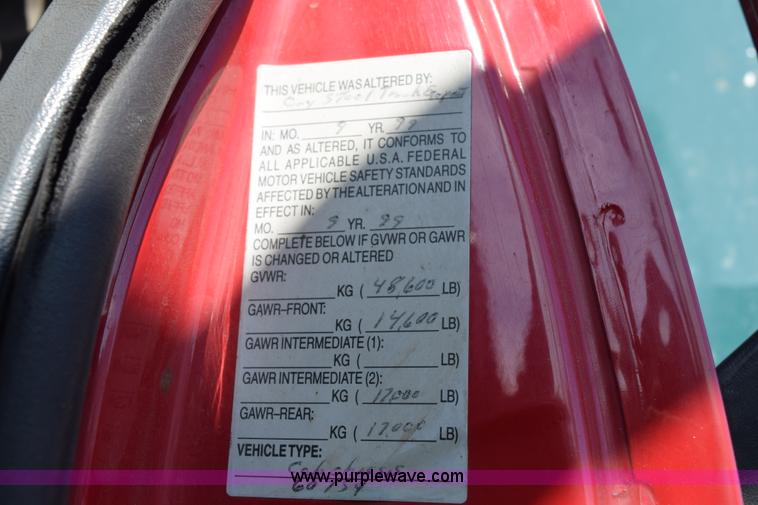 THIS VEHICLE WAS ALTERED BY:
IN: MO. 9 YR. 99
AND AS ALTERED, IT CONFORMS TO
ALL APPLICABLE U.S.A. FEDERAL
MOTOR VEHICLE SAFETY STANDARDS
AFFECTED BY THE ALTERATION AND IN
EFFECT IN:
MO. 9 YR. 99
COMPLETE BELOW IF GVWR OR GAWR
IS CHANGED OR ALTERED
GVWR:
KG ( 48,600 LB)
GAWR–FRONT:
KG ( 14,600 LB)
GAWR INTERMEDIATE (1):
KG ( LB)
GAWR INTERMEDIATE (2):
KG ( 17,000 LB)
GAWR–REAR:
KG ( 17,000 LB)
VEHICLE TYPE:
www.purplewave.com